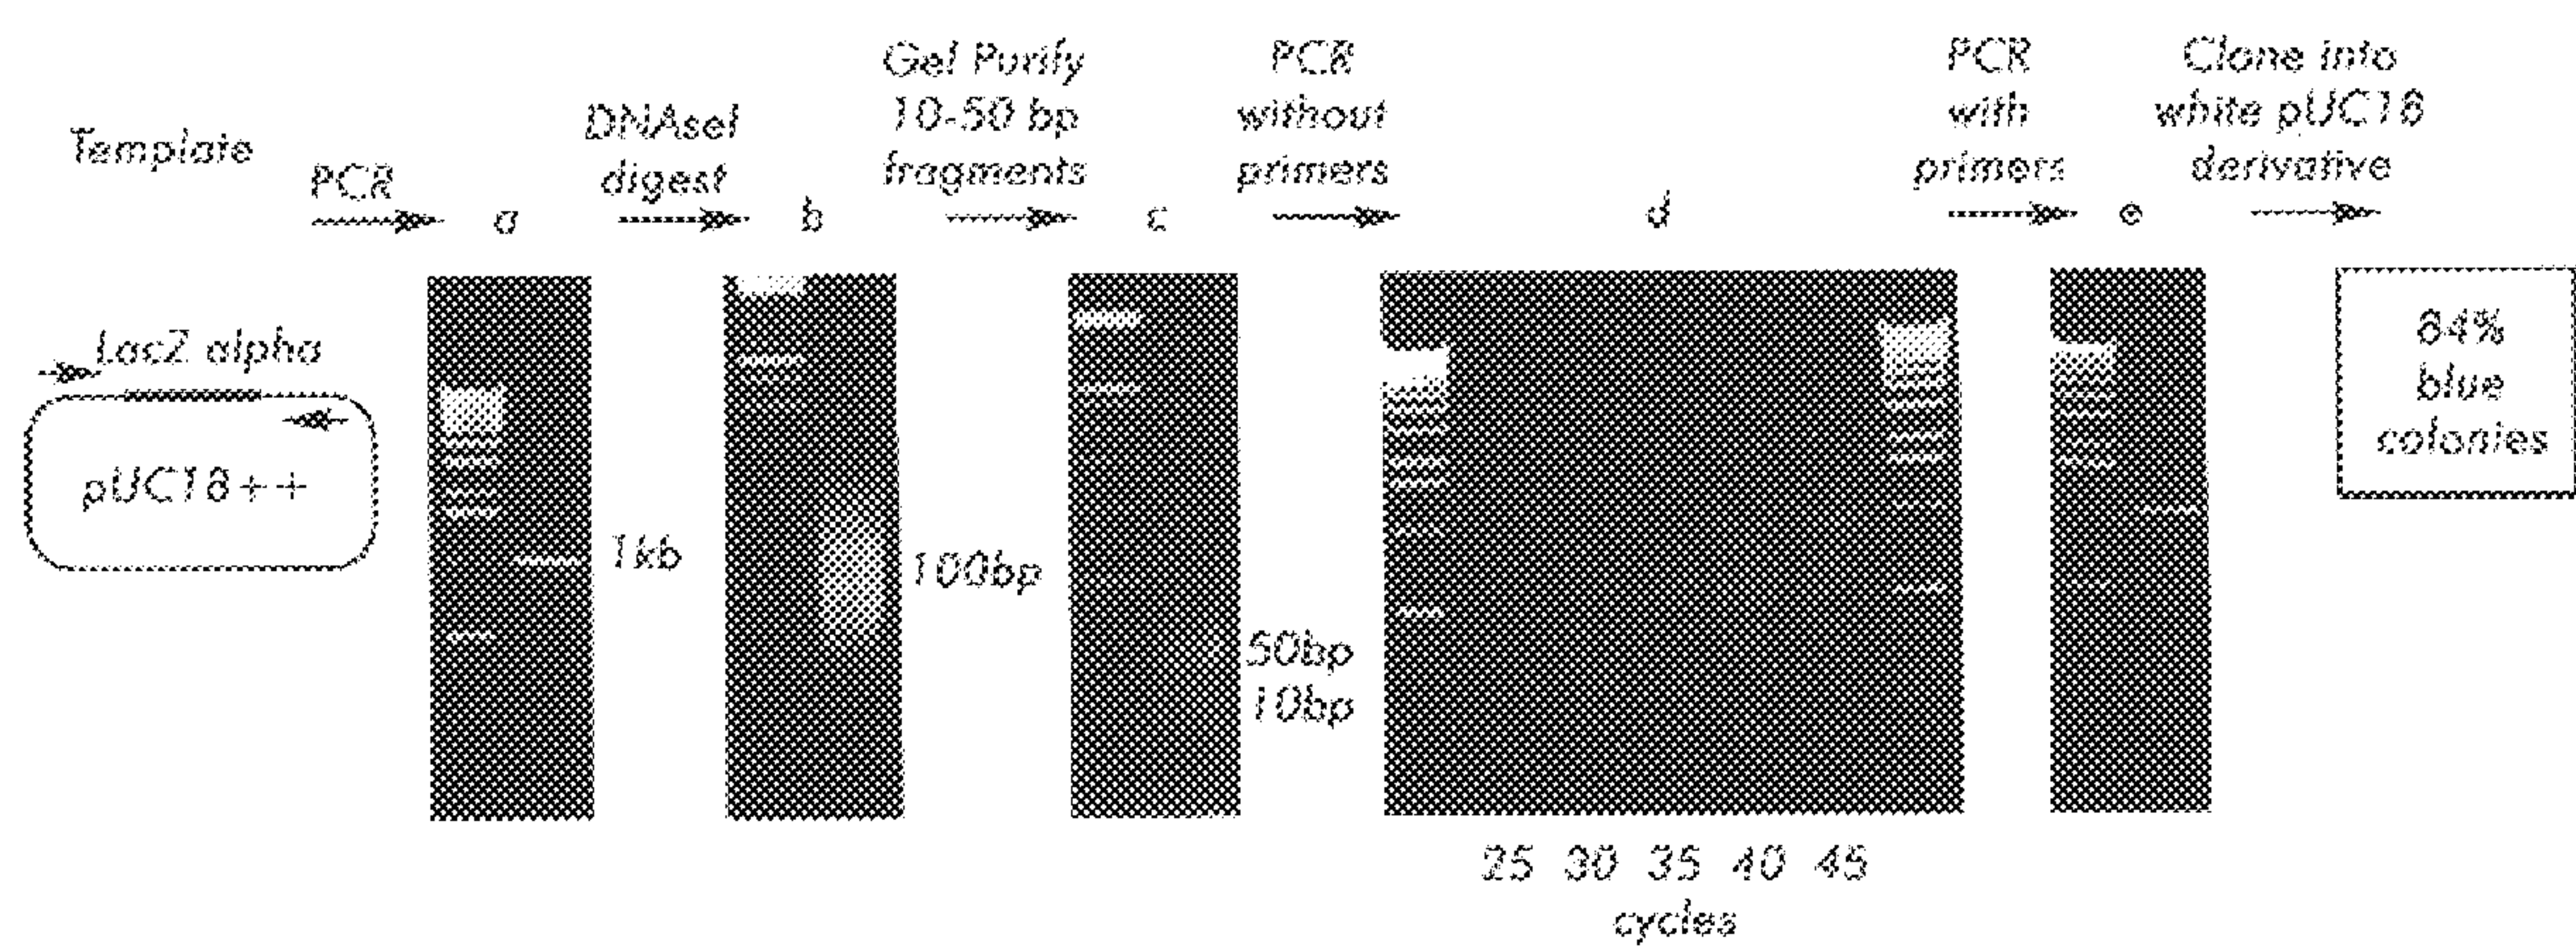 Template
PCR
a
DNAseI
digest
b
Gel Purify
10-50 bp
fragments
c
PCR
without
primers
d
PCR
with
primers
e
Clone into
white pUC18
derivative
LacZ alpha
pUC18++
1kb
100bp
50bp
10bp
25 30 35 40 45
cycles
84%
blue
colonies